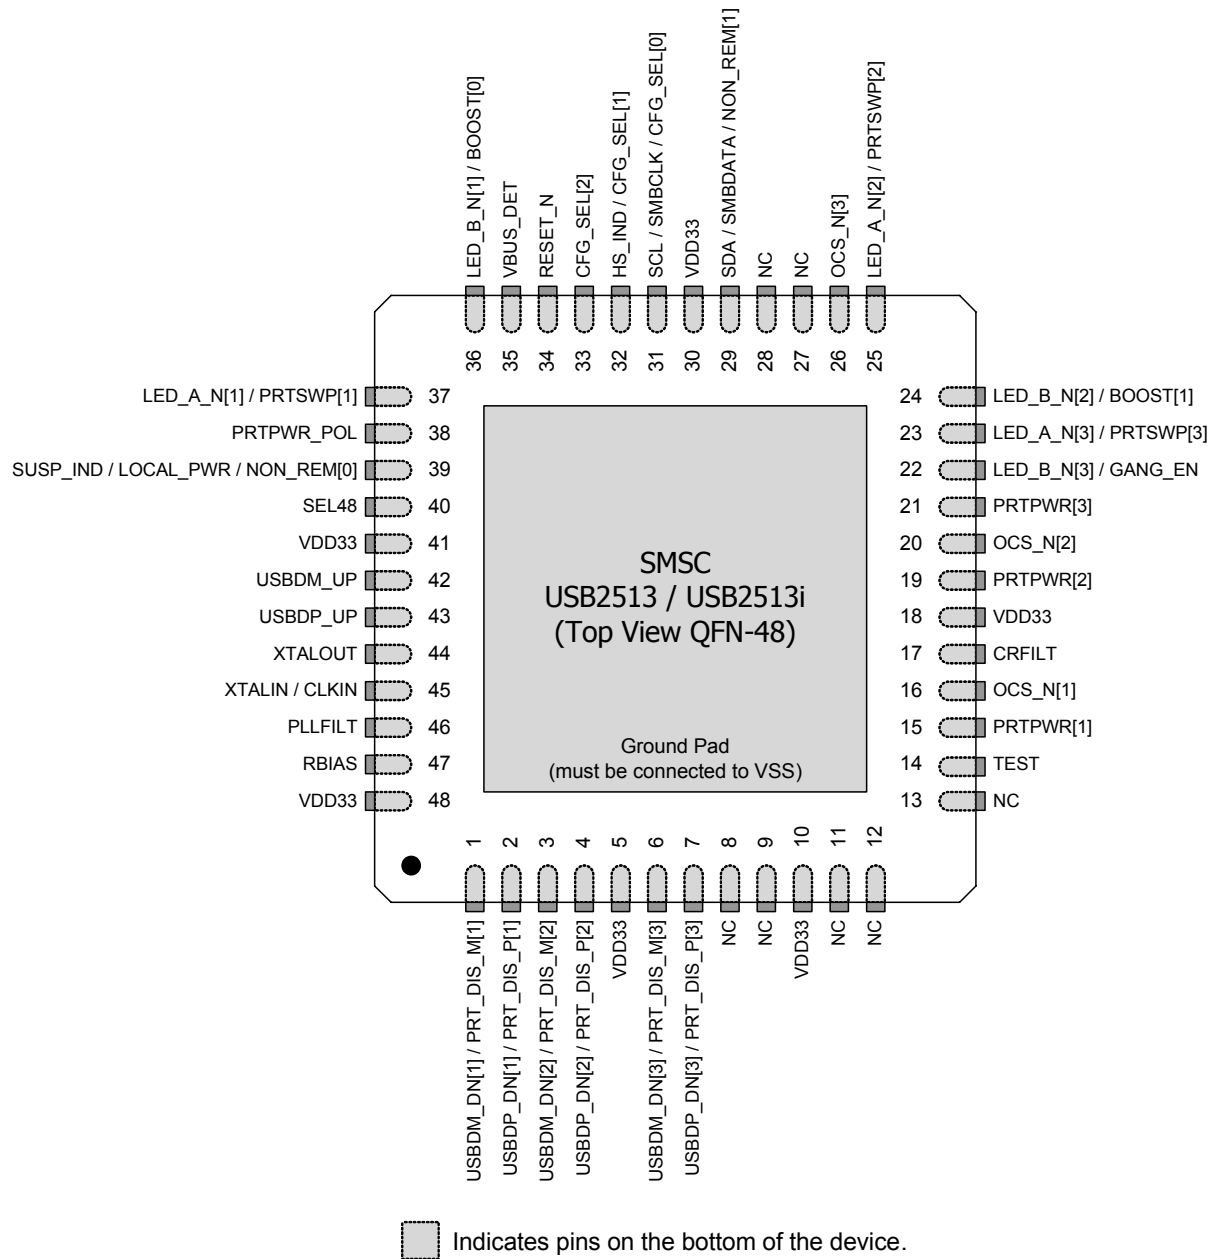 LED_B_N[1] / BOOST[0]
VBUS_DET
RESET_N
CFG_SEL[2]
HS_IND / CFG_SEL[1]
SCL / SMBCLK / CFG_SEL[0]
VDD33
SDA / SMBDATA / NON_REM[1]
NC
NC
OCS_N[3]
LED_A_N[2] / PRTSWP[2]
36
35
34
33
32
31
30
29
28
27
26
25
LED_A_N[1] / PRTSWP[1] 37
PRTPWR_POL 38
SUSP_IND / LOCAL_PWR / NON_REM[0] 39
SEL48 40
VDD33 41
USBDM_UP 42
USBDP_UP 43
XTALOUT 44
XTALIN / CLKIN 45
PLLFILT 46
RBIAS 47
VDD33 48
SMSC
USB2513 / USB2513i
(Top View QFN-48)
Ground Pad
(must be connected to VSS)
24 LED_B_N[2] / BOOST[1]
23 LED_A_N[3] / PRTSWP[3]
22 LED_B_N[3] / GANG_EN
21 PRTPWR[3]
20 OCS_N[2]
19 PRTPWR[2]
18 VDD33
17 CRFILT
16 OCS_N[1]
15 PRTPWR[1]
14 TEST
13 NC
1
2
3
4
5
6
7
8
9
10
11
12
USBDM_DN[1] / PRT_DIS_M[1]
USBDP_DN[1] / PRT_DIS_P[1]
USBDM_DN[2] / PRT_DIS_M[2]
USBDP_DN[2] / PRT_DIS_P[2]
VDD33
USBDM_DN[3] / PRT_DIS_M[3]
USBDP_DN[3] / PRT_DIS_P[3]
NC
NC
VDD33
NC
NC
Indicates pins on the bottom of the device.